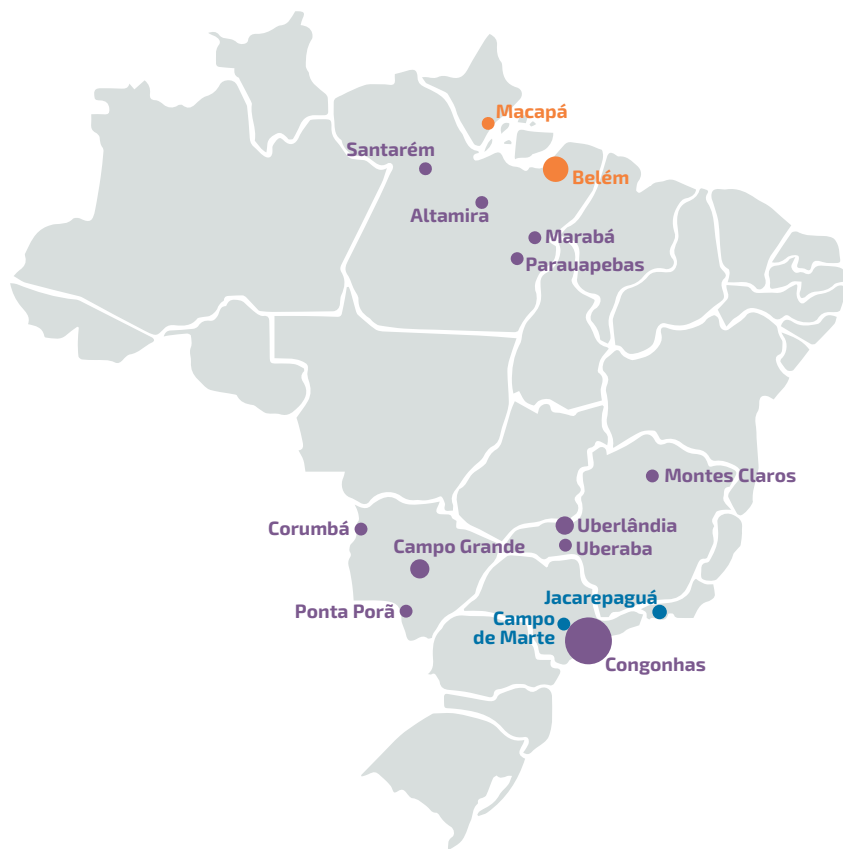 Macapá
Santarém
Belém
Altamira
Marabá
Parauapebas
Montes Claros
Corumbá
Uberlândia
Campo Grande
Uberaba
Jacarepaguá
Ponta Porã
Campo
de Marte
Congonhas